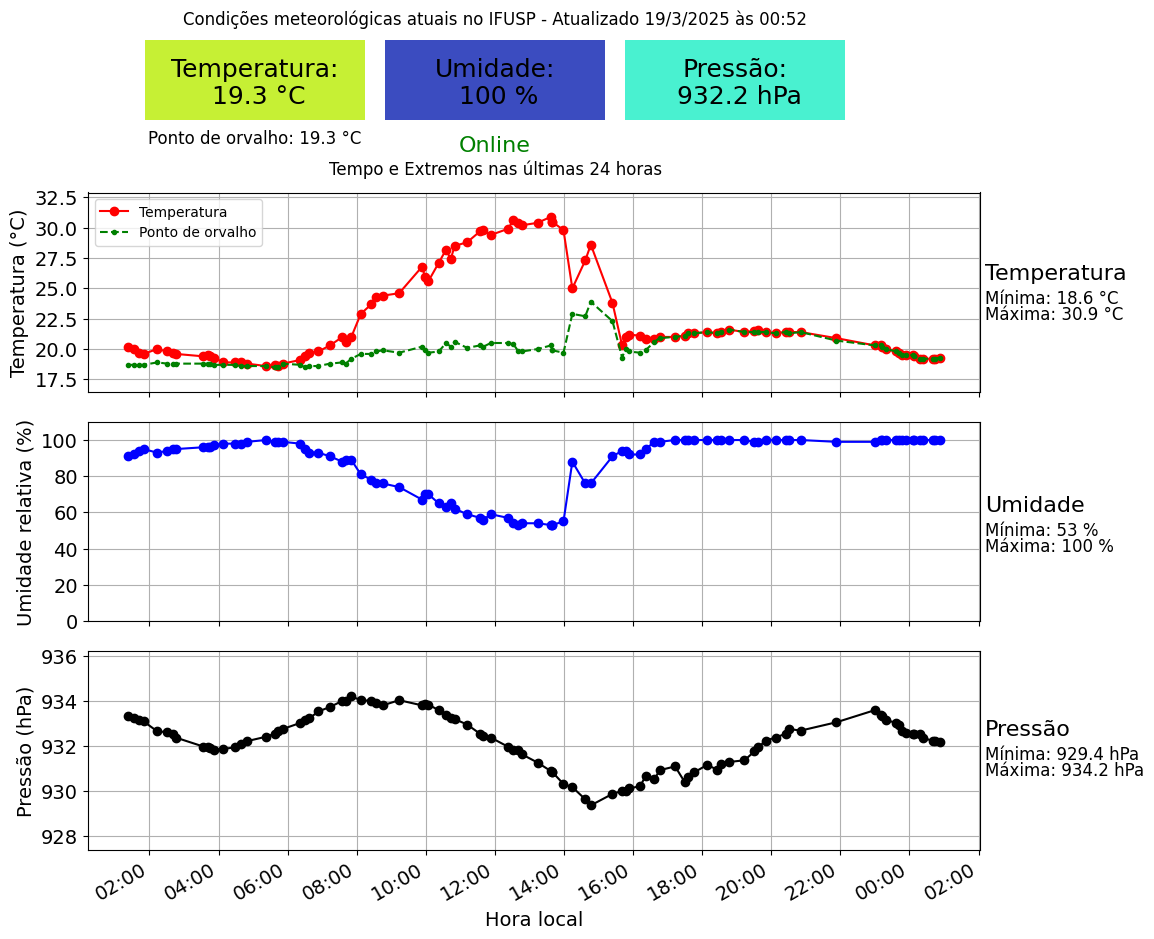 Condições meteorológicas atuais no IFUSP - Atualizado 19/3/2025 às 00:52
Temperatura:
19.3 °C
Umidade:
100 %
Pressão:
932.2 hPa
Ponto de orvalho: 19.3 °C
Online
Tempo e Extremos nas últimas 24 horas
Temperatura (°C)
32.5
30.0
27.5
25.0
22.5
20.0
17.5
Temperatura
Ponto de orvalho
Temperatura
Mínima: 18.6 °C
Máxima: 30.9 °C
Umidade relativa (%)
100
80
60
40
20
0
Umidade
Mínima: 53 %
Máxima: 100 %
Pressão (hPa)
936
934
932
930
928
Pressão
Mínima: 929.4 hPa
Máxima: 934.2 hPa
02:00 04:00 06:00 08:00 10:00 12:00 14:00 16:00 18:00 20:00 22:00 00:00 02:00
Hora local